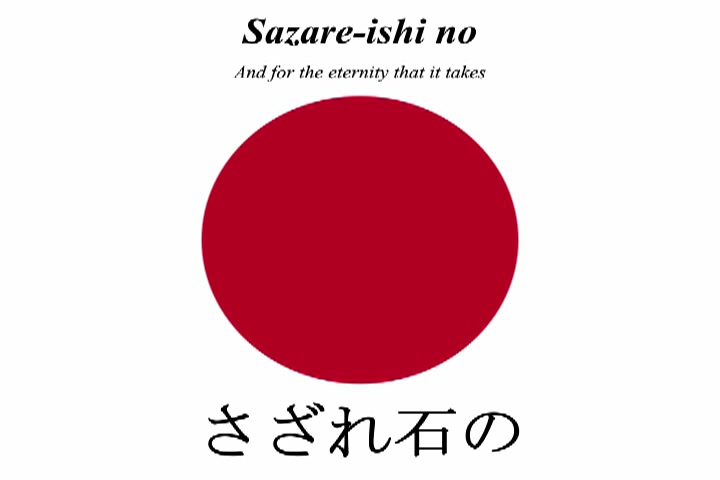 Sazare-ishi no
And for the eternity that it takes
さざれ石の